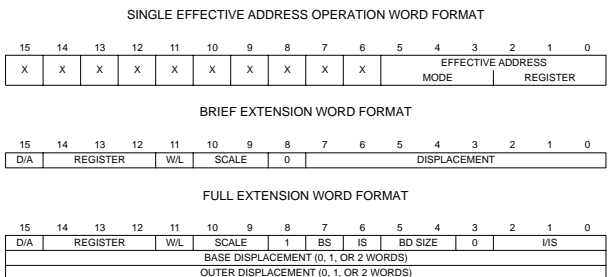 SINGLE EFFECTIVE ADDRESS OPERATION WORD FORMAT
15 14 13 12 11 10 9 8 7 6 5 4 3 2 1 0
X X X X X X X X X X EFFECTIVE ADDRESS
MODE REGISTER
BRIEF EXTENSION WORD FORMAT
15 14 13 12 11 10 9 8 7 6 5 4 3 2 1 0
D/A REGISTER W/L SCALE 0 DISPLACEMENT
FULL EXTENSION WORD FORMAT
15 14 13 12 11 10 9 8 7 6 5 4 3 2 1 0
D/A REGISTER W/L SCALE 1 BS IS BD SIZE 0 I/IS
BASE DISPLACEMENT (0, 1, OR 2 WORDS)
OUTER DISPLACEMENT (0, 1, OR 2 WORDS)